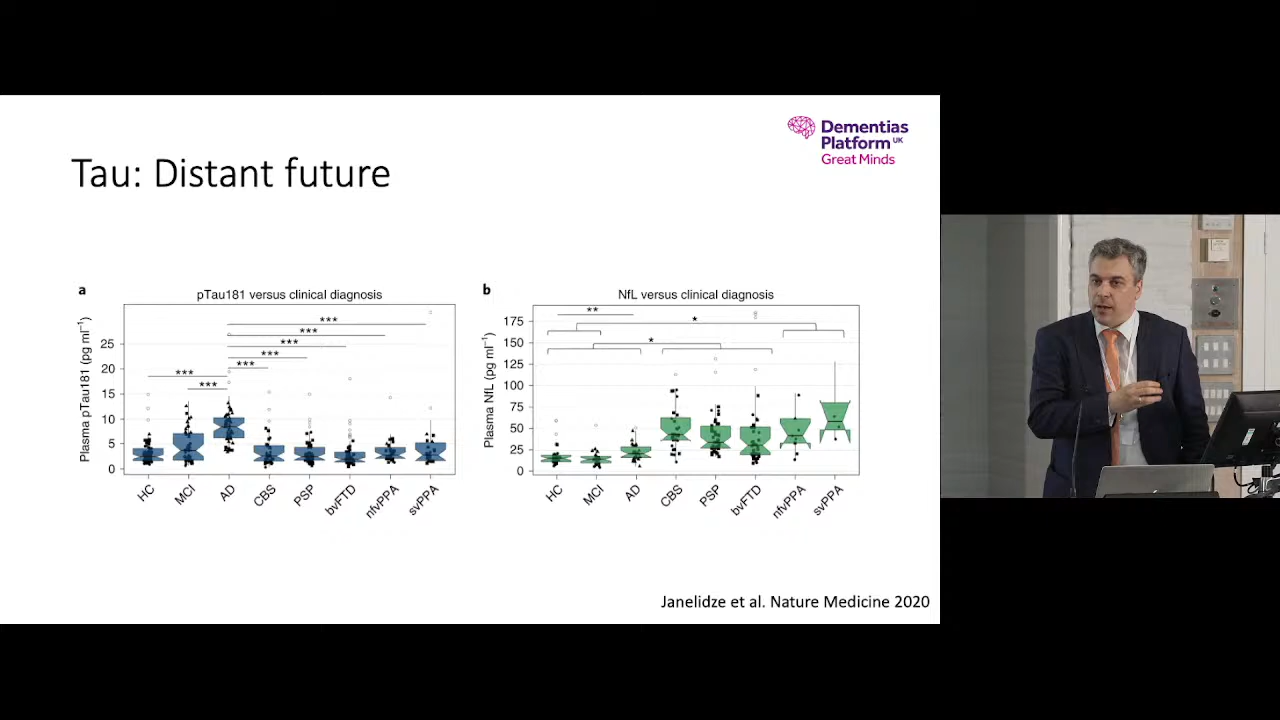 Dementias
Platform UK
Great Minds
Tau: Distant future
a
pTau181 versus clinical diagnosis
Plasma pTau181 (pg ml⁻¹)
25
20
15
10
5
0
***
***
***
***
***
***
***
HC
MCI
AD
CBS
PSP
bvFTD
nfvPPA
svPPA
b
NfL versus clinical diagnosis
Plasma NfL (pg ml⁻¹)
175
150
125
100
75
50
25
0
**
*
*
HC
MCI
AD
CBS
PSP
bvFTD
nfvPPA
svPPA
Janelidze et al. Nature Medicine 2020